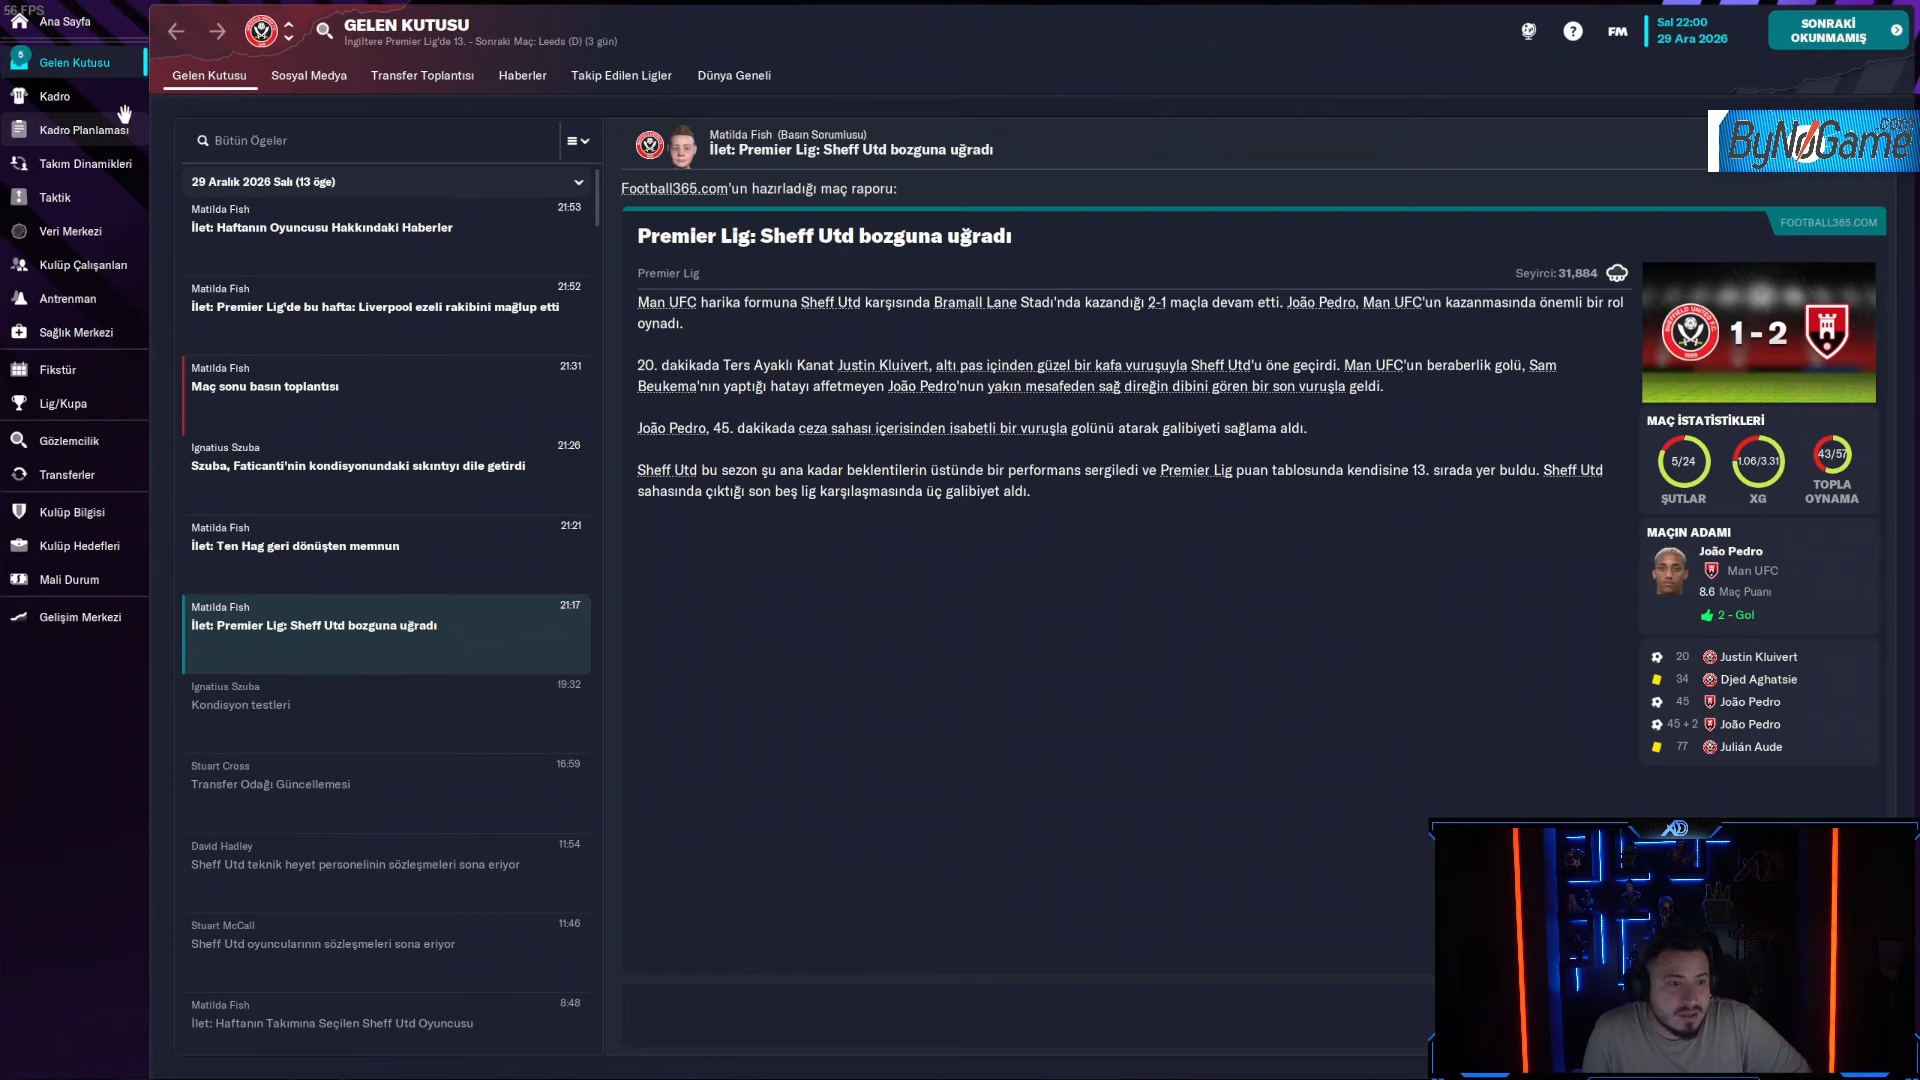 56 FPS
Ana Sayfa
5
Gelen Kutusu
Kadro
Kadro Planlaması
Takım Dinamikleri
Taktik
Veri Merkezi
Kulüp Çalışanları
Antrenman
Sağlık Merkezi
Fikstür
Lig/Kupa
Gözlemcilik
Transferler
Kulüp Bilgisi
Kulüp Hedefleri
Mali Durum
Gelişim Merkezi
GELEN KUTUSU
İngiltere Premier Lig'de 13. - Sonraki Maç: Leeds (D) (3 gün)
?
FM
Sal 22:00
29 Ara 2026
SONRAKİ
OKUNMAMIŞ
Gelen Kutusu
Sosyal Medya
Transfer Toplantısı
Haberler
Takip Edilen Ligler
Dünya Geneli
ByNoGame.com
Bütün Ögeler
29 Aralık 2026 Salı (13 öge)
Matilda Fish 21:53
İlet: Haftanın Oyuncusu Hakkındaki Haberler
Matilda Fish 21:52
İlet: Premier Lig'de bu hafta: Liverpool ezeli rakibini mağlup etti
Matilda Fish 21:31
Maç sonu basın toplantısı
Ignatius Szuba 21:26
Szuba, Faticanti'nin kondisyonundaki sıkıntıyı dile getirdi
Matilda Fish 21:21
İlet: Ten Hag geri dönüşten memnun
Matilda Fish 21:17
İlet: Premier Lig: Sheff Utd bozguna uğradı
Ignatius Szuba 19:32
Kondisyon testleri
Stuart Cross 16:59
Transfer Odağı Güncellemesi
David Hadley 11:54
Sheff Utd teknik heyet personelinin sözleşmeleri sona eriyor
Stuart McCall 11:46
Sheff Utd oyuncularının sözleşmeleri sona eriyor
Matilda Fish 8:48
İlet: Haftanın Takımına Seçilen Sheff Utd Oyuncusu
Matilda Fish (Basın Sorumlusu)
İlet: Premier Lig: Sheff Utd bozguna uğradı
Football365.com'un hazırladığı maç raporu:
FOOTBALL365.COM
Premier Lig: Sheff Utd bozguna uğradı
Premier Lig
Seyirci: 31,884
Man UFC harika formuna Sheff Utd karşısında Bramall Lane Stadı'nda kazandığı 2-1 maçla devam etti. João Pedro, Man UFC'un kazanmasında önemli bir rol
oynadı.
20. dakikada Ters Ayaklı Kanat Justin Kluivert, altı pas içinden güzel bir kafa vuruşuyla Sheff Utd'u öne geçirdi. Man UFC'un beraberlik golü, Sam
Beukema'nın yaptığı hatayı affetmeyen João Pedro'nun yakın mesafeden sağ direğin dibini gören bir son vuruşla geldi.
João Pedro, 45. dakikada ceza sahası içerisinden isabetli bir vuruşla golünü atarak galibiyeti sağlama aldı.
Sheff Utd bu sezon şu ana kadar beklentilerin üstünde bir performans sergiledi ve Premier Lig puan tablosunda kendisine 13. sırada yer buldu. Sheff Utd
sahasında çıktığı son beş lig karşılaşmasında üç galibiyet aldı.
1 - 2
MAÇ İSTATİSTİKLERİ
5/24
1.06/3.31
43/57
ŞUTLAR
XG
TOPLA
OYNAMA
MAÇIN ADAMI
João Pedro
Man UFC
8.6 Maç Puanı
2 - Gol
20 Justin Kluivert
34 Djed Aghatsie
45 João Pedro
45 + 2 João Pedro
77 Julián Aude